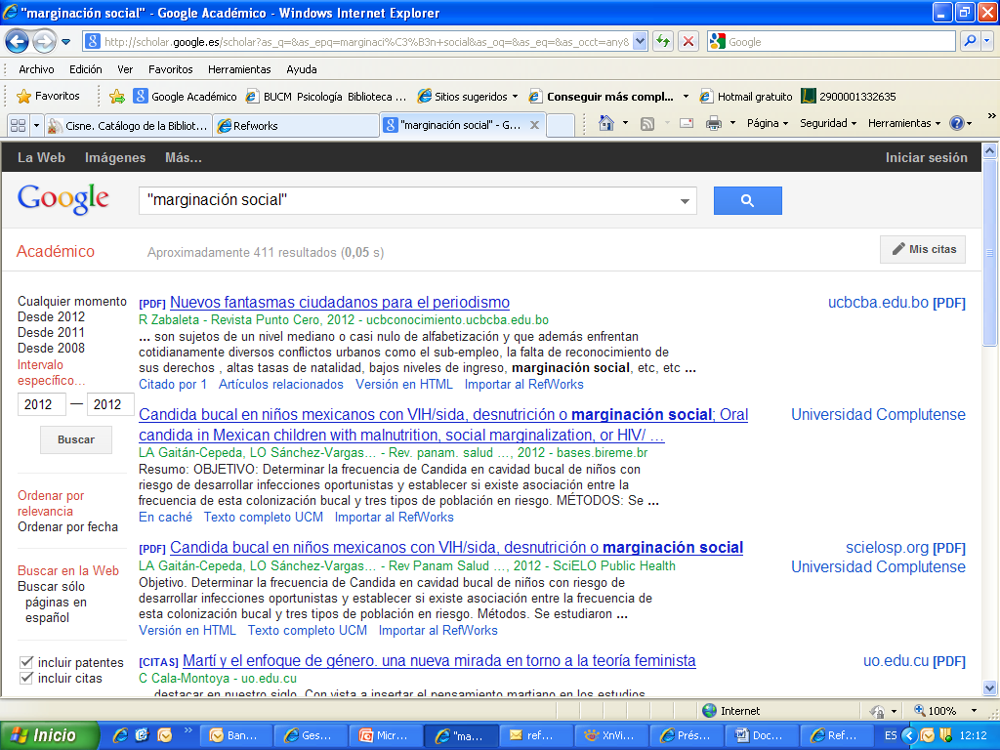 "marginación social" - Google Académico - Windows Internet Explorer
http://scholar.google.es/scholar?as_q=&as_epq=marginaci%C3%B3n+social&as_oq=&as_eq=&as_occt=any&
Google
Archivo Edición Ver Favoritos Herramientas Ayuda
Favoritos Google Académico BUCM Psicología Biblioteca ... Sitios sugeridos Conseguir más compl... Hotmail gratuito 2900001332635
Cisne. Catálogo de la Bibliot... Refworks "marginación social" - G... Página Seguridad Herramientas
La Web Imágenes Más... Iniciar sesión
Google "marginación social"
Académico Aproximadamente 411 resultados (0,05 s) Mis citas
Cualquier momento
Desde 2012
Desde 2011
Desde 2008
Intervalo
específico...
2012 — 2012
Buscar
Ordenar por
relevancia
Ordenar por fecha
Buscar en la Web
Buscar sólo
páginas en
español
incluir patentes
incluir citas
[PDF] Nuevos fantasmas ciudadanos para el periodismo ucbcba.edu.bo [PDF]
R Zabaleta - Revista Punto Cero, 2012 - ucbconocimiento.ucbcba.edu.bo
... son sujetos de un nivel mediano o casi nulo de alfabetización y que además enfrentan
cotidianamente diversos conflictos urbanos como el sub-empleo, la falta de reconocimiento de
sus derechos , altas tasas de natalidad, bajos niveles de ingreso, marginación social, etc, etc ...
Citado por 1 Artículos relacionados Versión en HTML Importar al RefWorks
Candida bucal en niños mexicanos con VIH/sida, desnutrición o marginación social; Oral Universidad Complutense
candida in Mexican children with malnutrition, social marginalization, or HIV/ ...
LA Gaitán-Cepeda, LO Sánchez-Vargas... - Rev. panam. salud ..., 2012 - bases.bireme.br
Resumo: OBJETIVO: Determinar la frecuencia de Candida en cavidad bucal de niños con
riesgo de desarrollar infecciones oportunistas y establecer si existe asociación entre la
frecuencia de esta colonización bucal y tres tipos de población en riesgo. MÉTODOS: Se ...
En caché Texto completo UCM Importar al RefWorks
[PDF] Candida bucal en niños mexicanos con VIH/sida, desnutrición o marginación social scielosp.org [PDF]
LA Gaitán-Cepeda, LO Sánchez-Vargas... - Rev Panam Salud ..., 2012 - SciELO Public Health Universidad Complutense
Objetivo. Determinar la frecuencia de Candida en cavidad bucal de niños con riesgo de
desarrollar infecciones oportunistas y establecer si existe asociación entre la frecuencia de
esta colonización bucal y tres tipos de población en riesgo. Métodos. Se estudiaron ...
Versión en HTML Texto completo UCM Importar al RefWorks
[CITAS] Martí y el enfoque de género. una nueva mirada en torno a la teoría feminista uo.edu.cu [PDF]
C Cala-Montoya - uo.edu.cu
destacar en nuestro siglo. Con vista a insertar el pensamiento martiano en los estudios
Internet 100%
Inicio Ban... Ges... Micr... "ma... ref... XnVi... Prés... Doc... Ref... ES 12:12